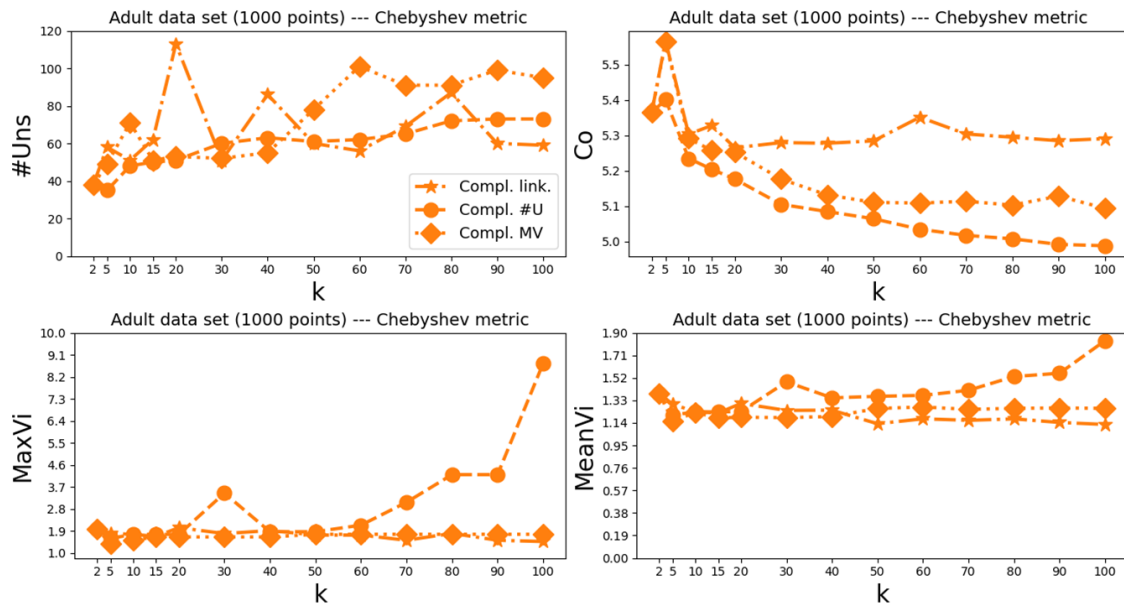 Adult data set (1000 points) --- Chebyshev metric
120
100
80
60
40
20
0
#Uns
Compl. link.
Compl. #U
Compl. MV
2 5 10 15 20 30 40 50 60 70 80 90 100
k
Adult data set (1000 points) --- Chebyshev metric
5.5
5.4
5.3
5.2
5.1
5.0
Co
2 5 10 15 20 30 40 50 60 70 80 90 100
k
Adult data set (1000 points) --- Chebyshev metric
10.0
9.1
8.2
7.3
6.4
5.5
4.6
3.7
2.8
1.9
1.0
MaxVi
2 5 10 15 20 30 40 50 60 70 80 90 100
k
Adult data set (1000 points) --- Chebyshev metric
1.90
1.71
1.52
1.33
1.14
0.95
0.76
0.57
0.38
0.19
0.00
MeanVi
2 5 10 15 20 30 40 50 60 70 80 90 100
k